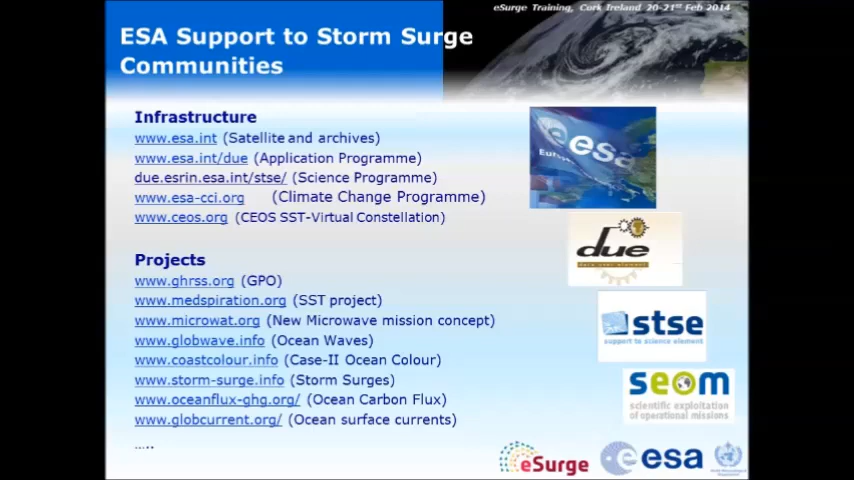 eSurge Training, Cork Ireland 20-21st Feb 2014
ESA Support to Storm Surge
Communities
Infrastructure
www.esa.int (Satellite and archives)
www.esa.int/due (Application Programme)
due.esrin.esa.int/stse/ (Science Programme)
www.esa-cci.org (Climate Change Programme)
www.ceos.org (CEOS SST-Virtual Constellation)
Projects
www.ghrss.org (GPO)
www.medspiration.org (SST project)
www.microwat.org (New Microwave mission concept)
www.globwave.info (Ocean Waves)
www.coastcolour.info (Case-II Ocean Colour)
www.storm-surge.info (Storm Surges)
www.oceanflux-ghg.org/ (Ocean Carbon Flux)
www.globcurrent.org/ (Ocean surface currents)
…..
esa
due
data user element
stse
support to science element
seom
scientific exploitation
of operational missions
eSurge
esa